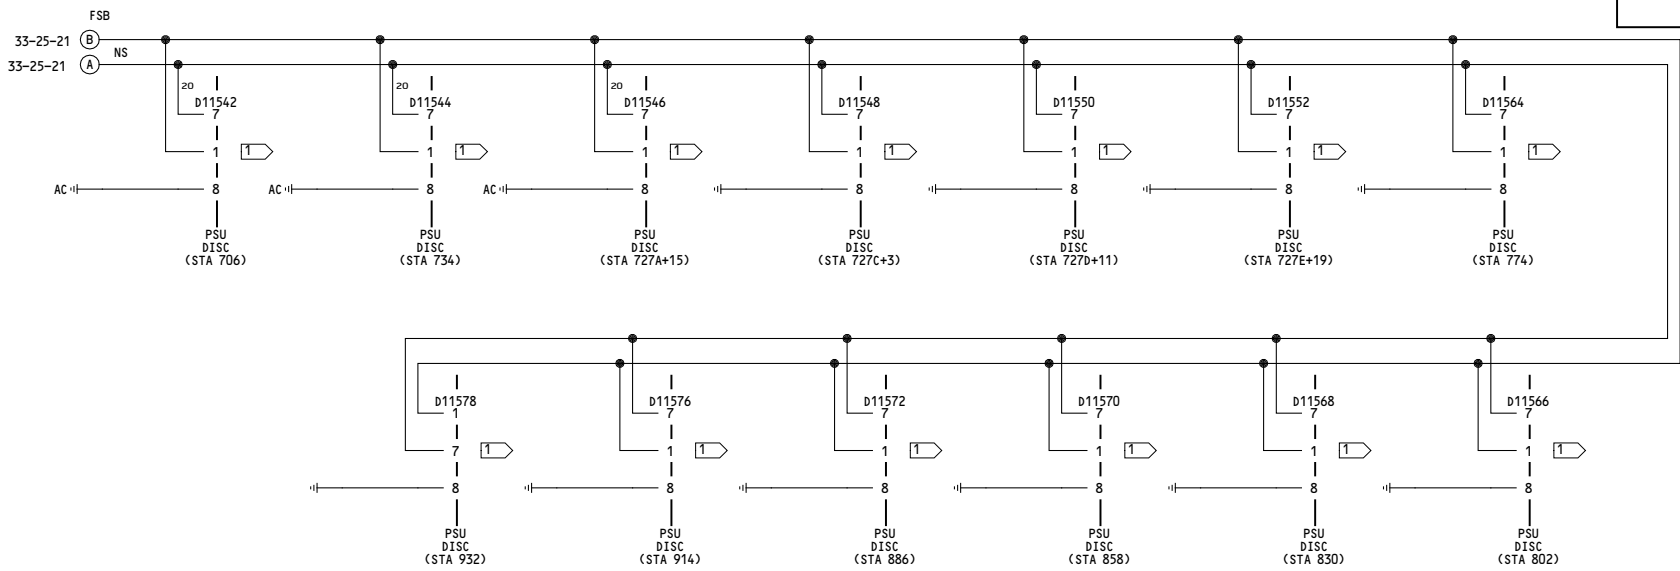 FSB
33-25-21 B
NS
33-25-21 A
20 20 20
D11542 D11544 D11546 D11548 D11550 D11552 D11564
7 7 7 7 7 7 7
1 1 1 1 1 1 1 1 1 1 1 1 1 1
AC 8 AC 8 AC 8 8 8 8 8
PSU PSU PSU PSU PSU PSU PSU
DISC DISC DISC DISC DISC DISC DISC
(STA 706) (STA 734) (STA 727A+15) (STA 727C+3) (STA 727D+11) (STA 727E+19) (STA 774)
D11578 D11576 D11572 D11570 D11568 D11566
1 7 7 7 7 7
7 1 1 1 1 1 1 1 1 1 1 1
8 8 8 8 8 8
PSU PSU PSU PSU PSU PSU
DISC DISC DISC DISC DISC DISC
(STA 932) (STA 914) (STA 886) (STA 858) (STA 830) (STA 802)